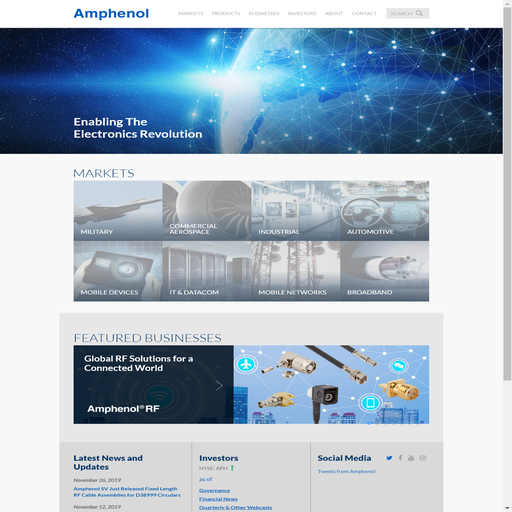 Amphenol
MARKETS PRODUCTS BUSINESSES INVESTORS ABOUT CONTACT SEARCH
Enabling The
Electronics Revolution
MARKETS
MILITARY
COMMERCIAL
AEROSPACE
INDUSTRIAL
AUTOMOTIVE
MOBILE DEVICES
IT & DATACOM
MOBILE NETWORKS
BROADBAND
FEATURED BUSINESSES
Global RF Solutions for a
Connected World
Amphenol® RF
Latest News and
Updates
November 26, 2019
Amphenol SV Just Released Fixed Length
RF Cable Assemblies for D38999 Circulars
November 12, 2019
Investors
NYSE: APH
as of
Governance
Financial News
Quarterly & Other Webcasts
Social Media
Tweets from Amphenol